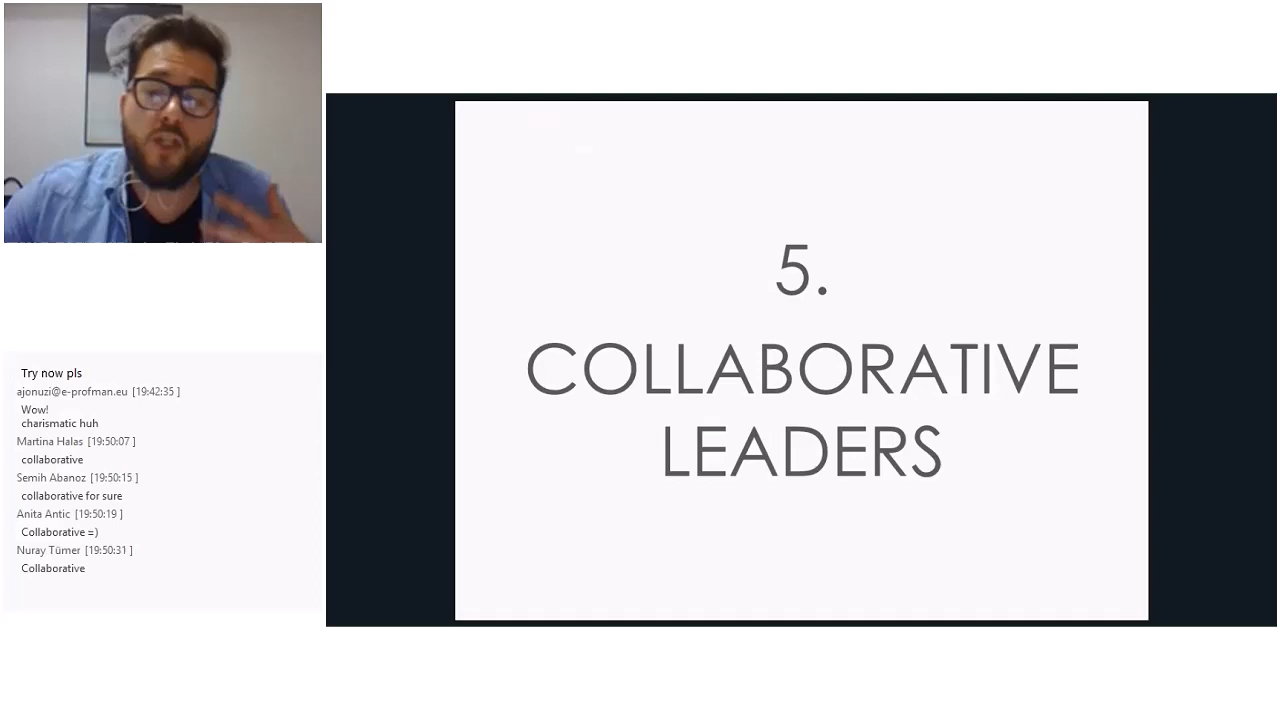 Try now pls
ajonuzi@e-profman.eu [19:42:35 ]
Wow!
charismatic huh
Martina Halas [19:50:07 ]
collaborative
Semih Abanoz [19:50:15 ]
collaborative for sure
Anita Antic [19:50:19 ]
Collaborative =)
Nuray Tümer [19:50:31 ]
Collaborative
5.
COLLABORATIVE
LEADERS